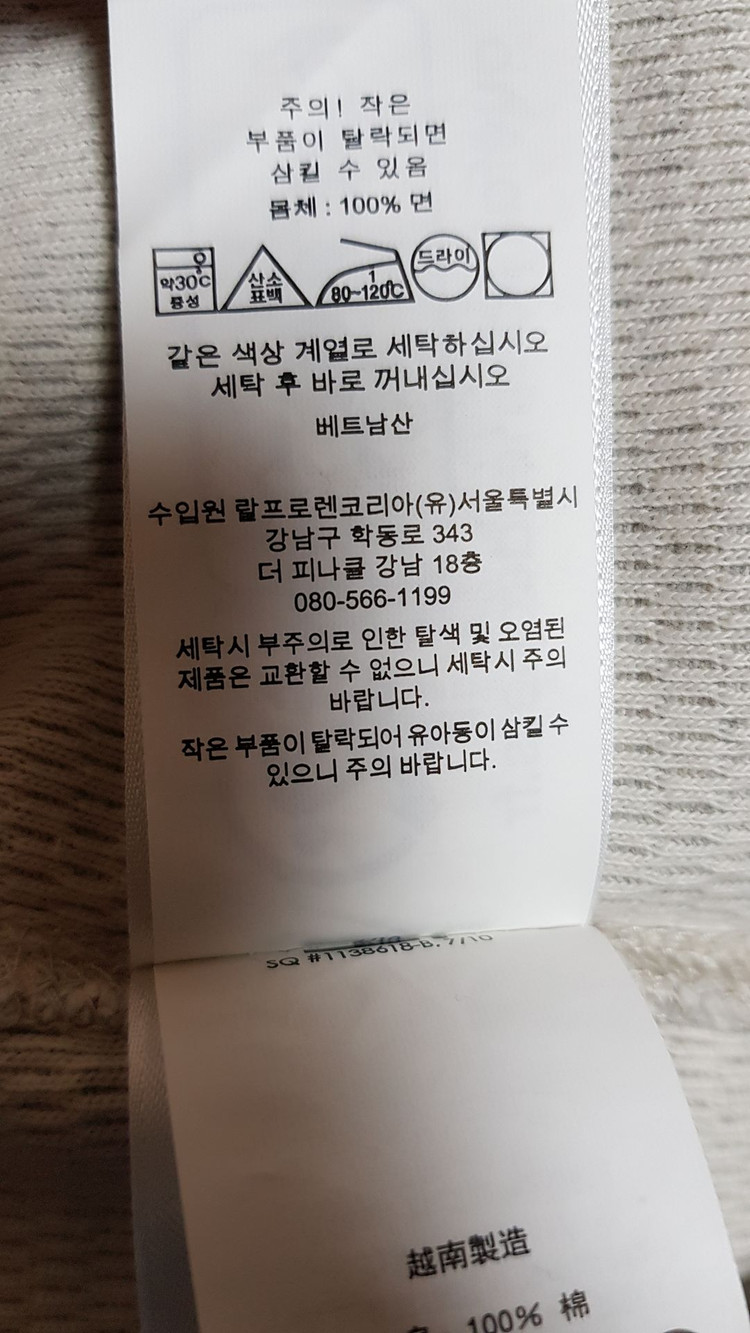 주의! 작은
부품이 탈락되면
삼킬 수 있음
몸체 : 100% 면
약30℃
중성
산소
표백
1
80~120℃
드라이
같은 색상 계열로 세탁하십시오
세탁 후 바로 꺼내십시오
베트남산
수입원 랄프로렌코리아(유)서울특별시
강남구 학동로 343
더 피나클 강남 18층
080-566-1199
세탁시 부주의로 인한 탈색 및 오염된
제품은 교환할 수 없으니 세탁시 주의
바랍니다.
작은 부품이 탈락되어 유아동이 삼킬 수
있으니 주의 바랍니다.
SQ #1138618-B. 7/10
越南製造
100% 棉